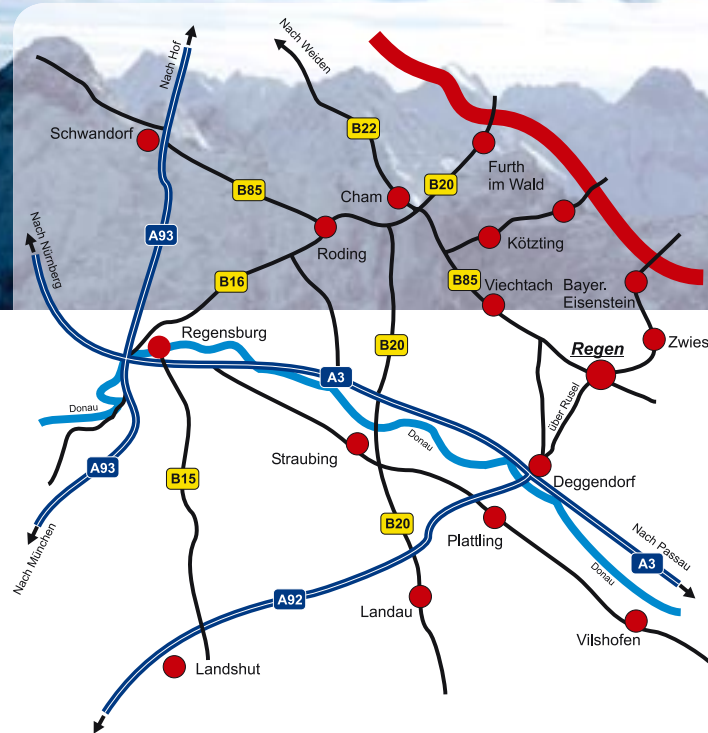 Nach Hof
Nach Weiden
Schwandorf
B22
Furth
im Wald
B85
B20
Cham
A93
Roding
Kötzting
Nach Nürnberg
B16
B85
Bayer.
Eisenstein
Viechtach
Regensburg
B20
Regen
Zwies
A3
Donau
über Rusel
Donau
Straubing
A93
B15
Deggendorf
B20
Plattling
Nach München
Nach Passau
A3
Donau
A92
Landau
Vilshofen
Landshut